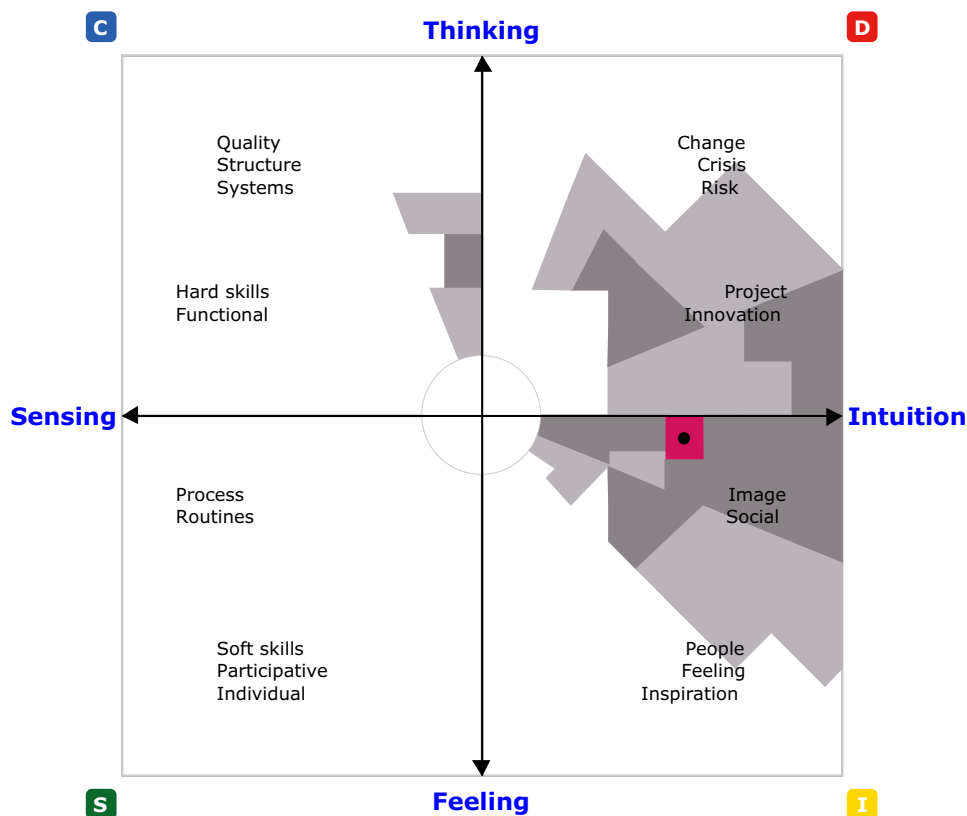 C
Thinking
D
Quality
Structure
Systems
Change
Crisis
Risk
Hard skills
Functional
Project
Innovation
Sensing
Intuition
Process
Routines
Image
Social
Soft skills
Participative
Individual
People
Feeling
Inspiration
S
Feeling
I